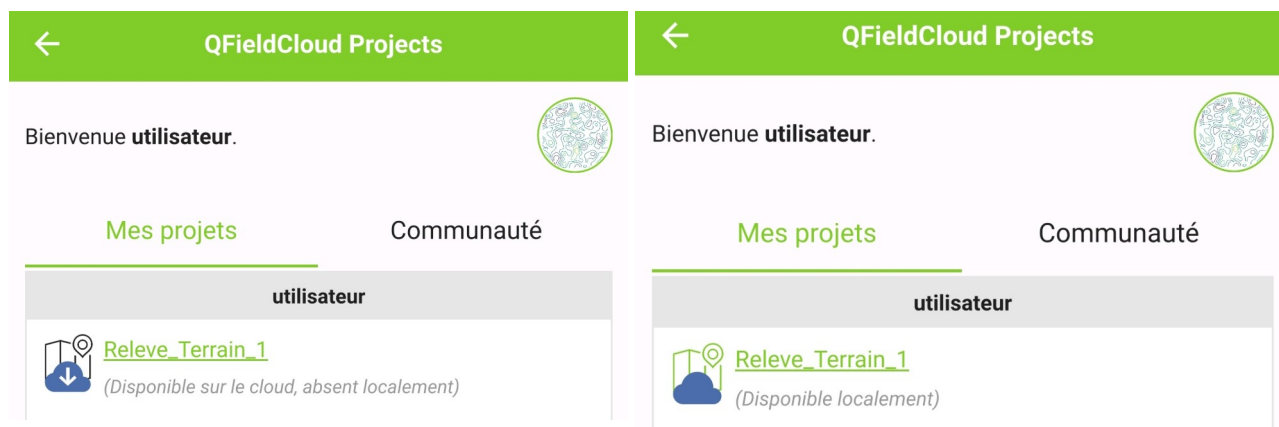 QFieldCloud Projects
Bienvenue utilisateur.
Mes projets Communauté
utilisateur
Releve_Terrain_1
(Disponible sur le cloud, absent localement)
QFieldCloud Projects
Bienvenue utilisateur.
Mes projets Communauté
utilisateur
Releve_Terrain_1
(Disponible localement)